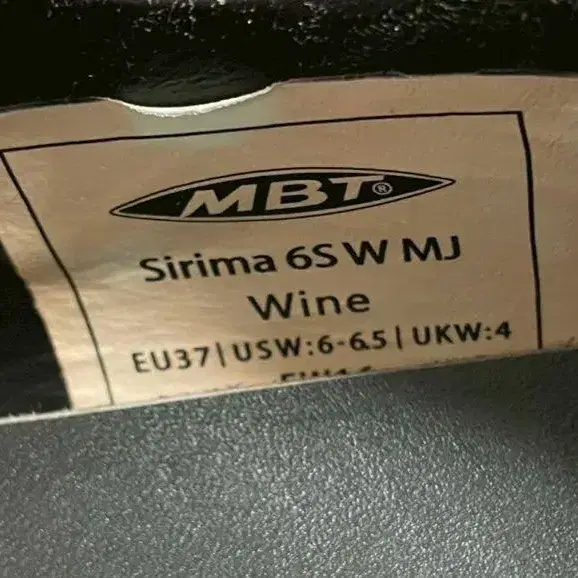 MBT®
Sirima 6S W MJ
Wine
EU37 | USW:6-6.5 | UKW:4